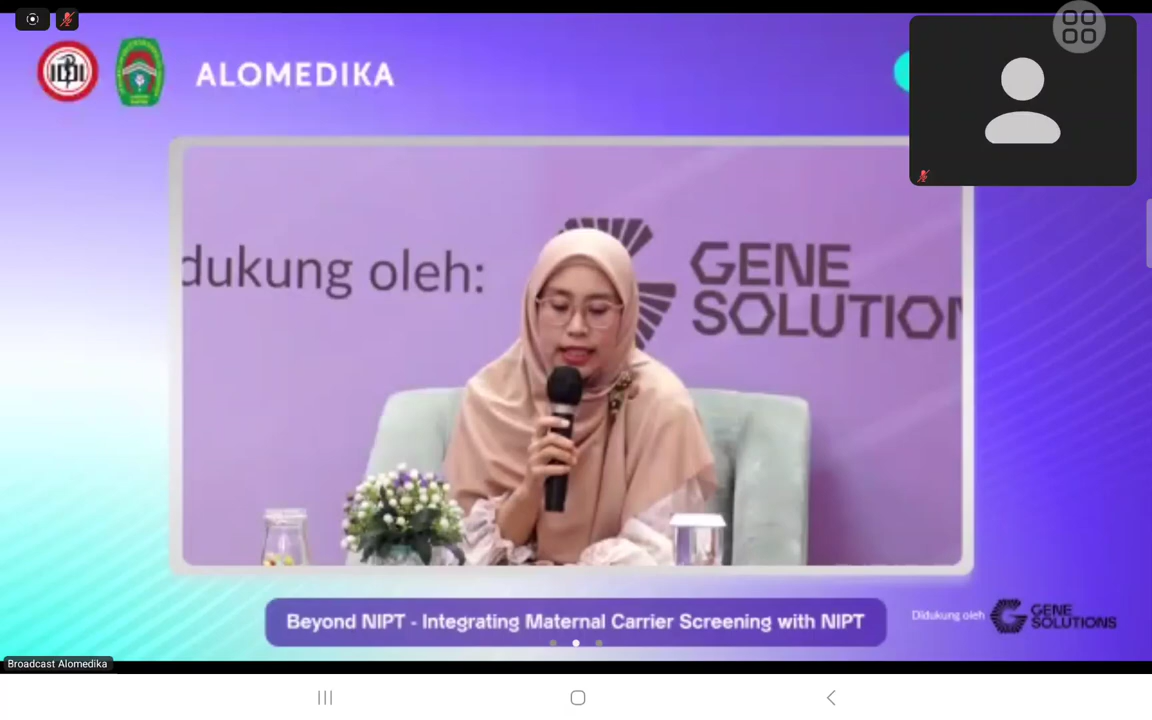 IDI
ALOMEDIKA
dukung oleh:
GENE
SOLUTION
Beyond NIPT - Integrating Maternal Carrier Screening with NIPT
Didukung oleh
GENE
SOLUTIONS
Broadcast Alomedika